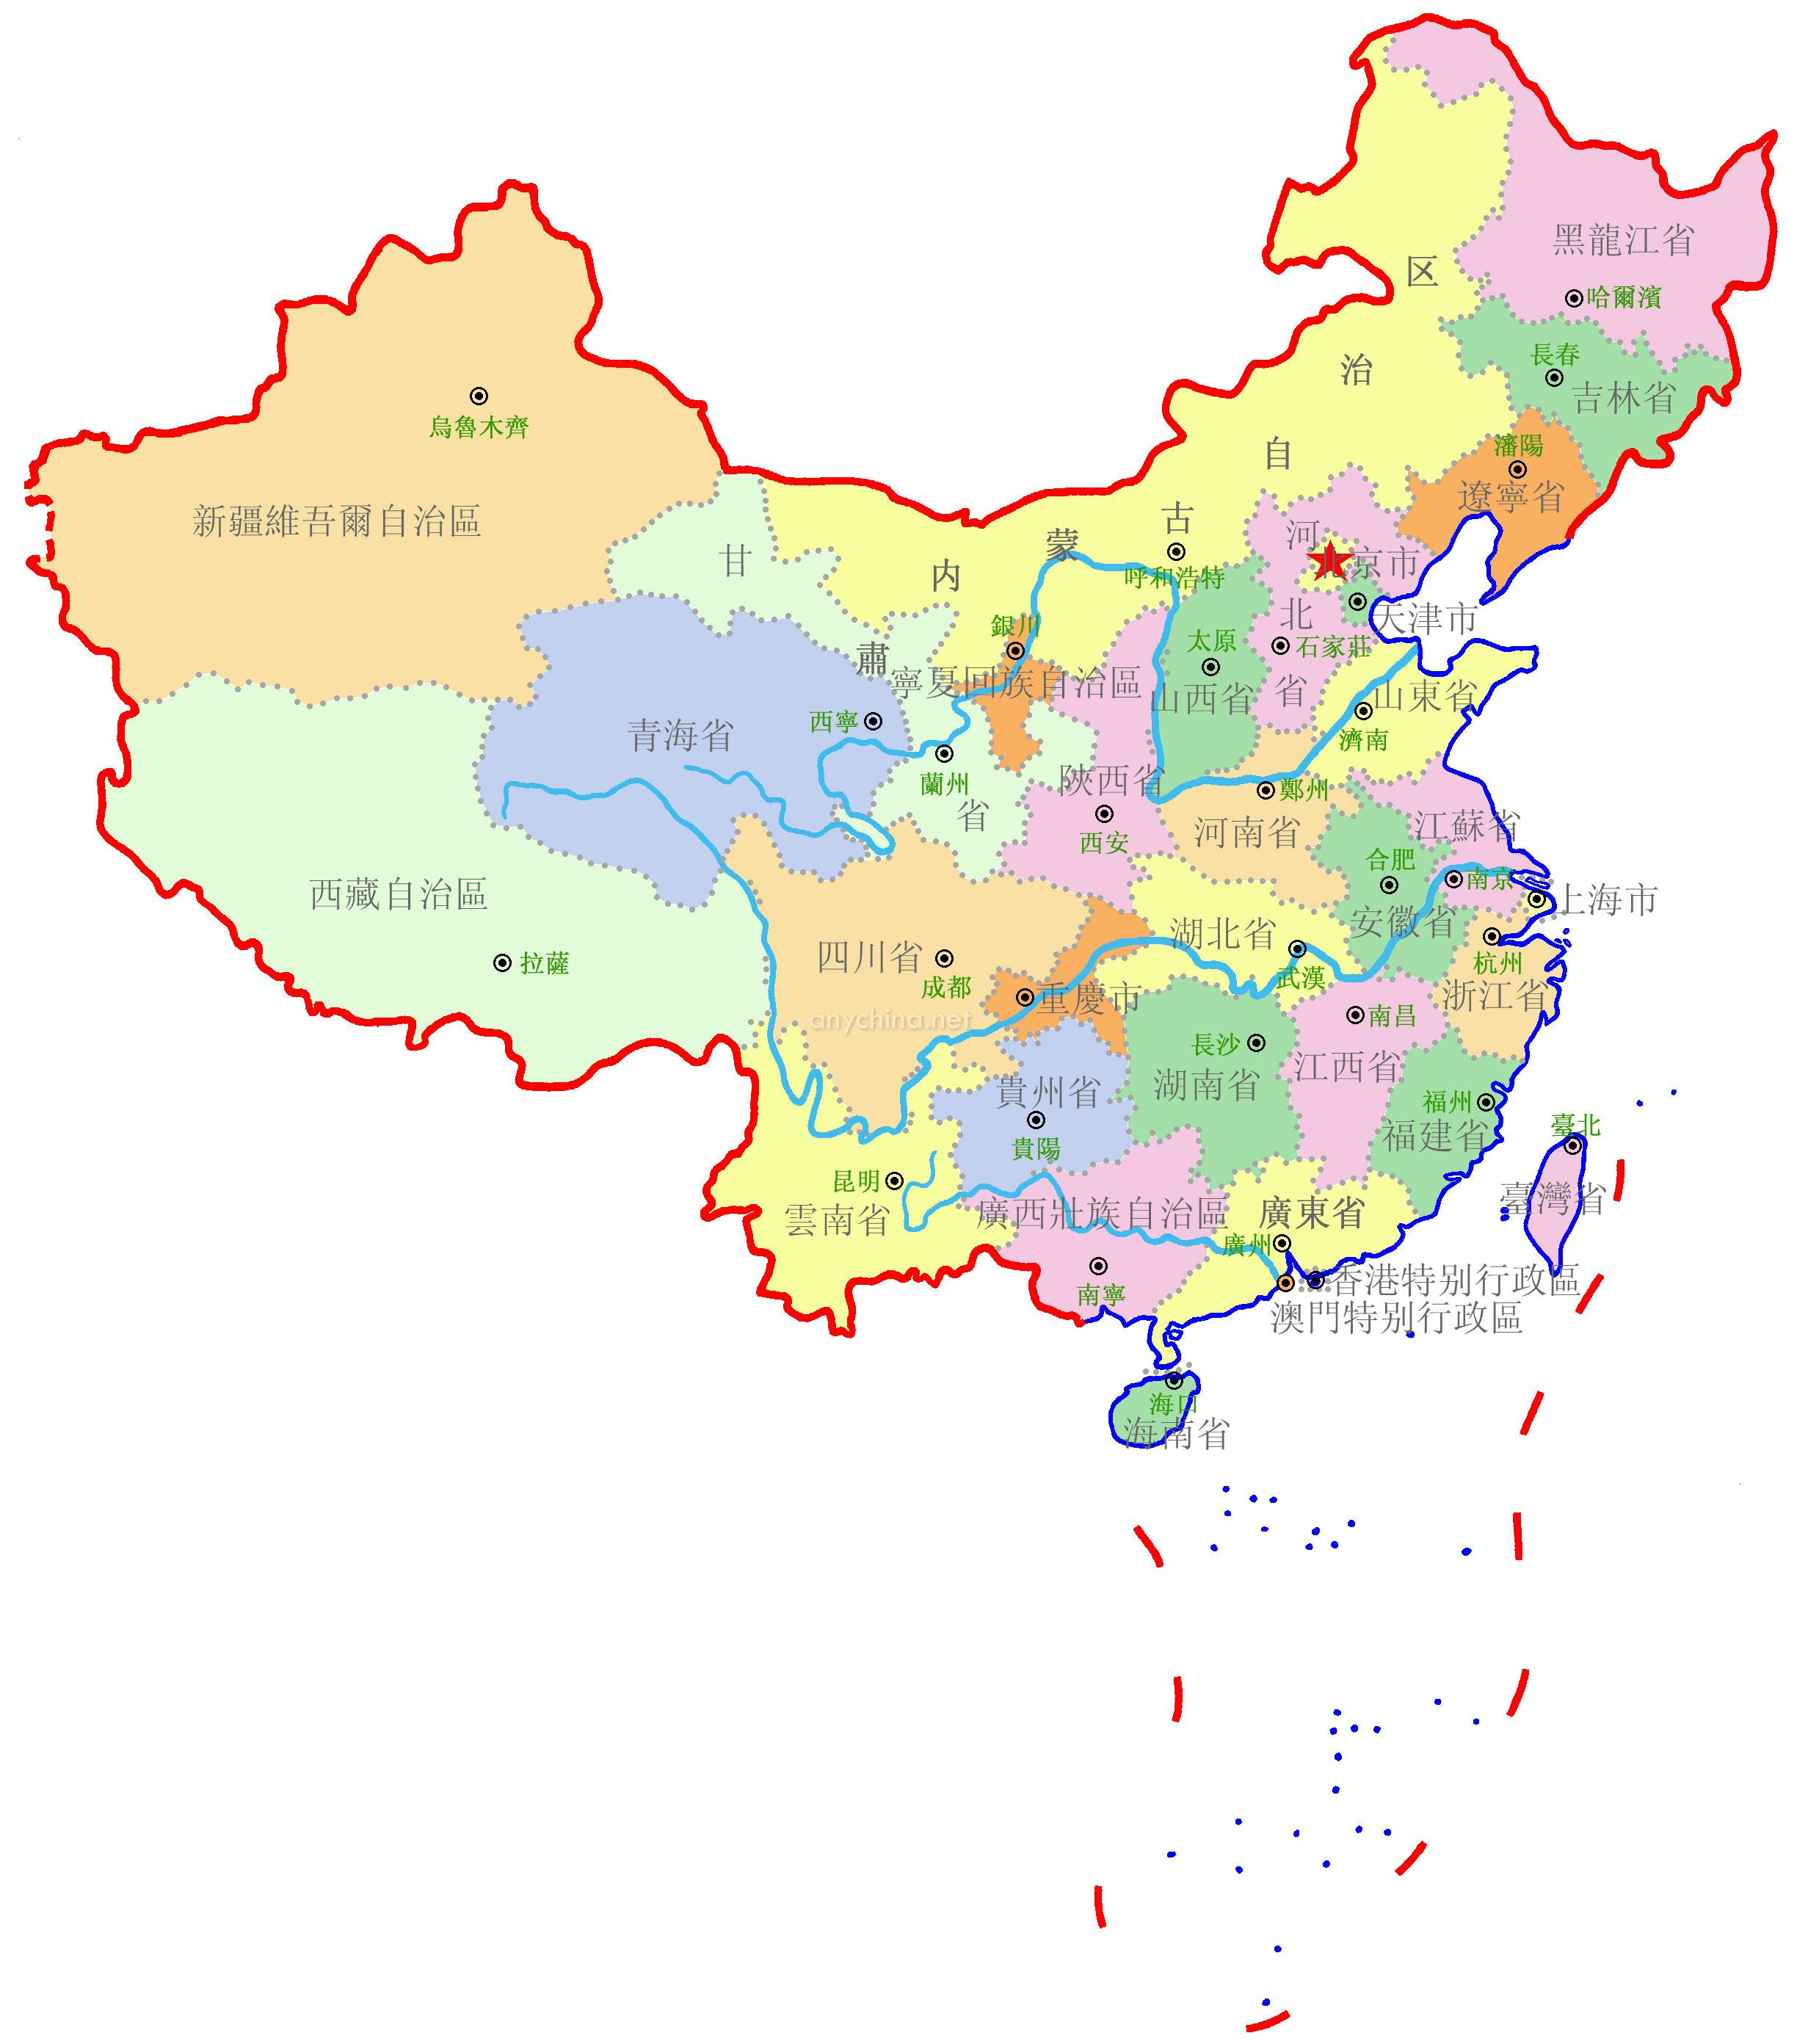 黑龍江省
区
哈爾濱
長春
治
吉林省
烏魯木齊
瀋陽
自
遼寧省
新疆維吾爾自治區
古
河
蒙
甘
北京市
内
呼和浩特
天津市
北
銀川
太原
石家莊
肅
寧夏回族自治區
山西省
省
山東省
西寧
青海省
濟南
蘭州
陝西省
鄭州
省
江蘇省
河南省
西安
合肥
南京
西藏自治區
上海市
安徽省
湖北省
四川省
拉薩
杭州
武漢
成都
重慶市
浙江省
anychina.net
南昌
長沙
江西省
湖南省
貴州省
福州
臺北
福建省
貴陽
昆明
臺灣省
雲南省
廣西壯族自治區
廣東省
廣州
香港特别行政區
南寧
澳門特别行政區
海口
海南省